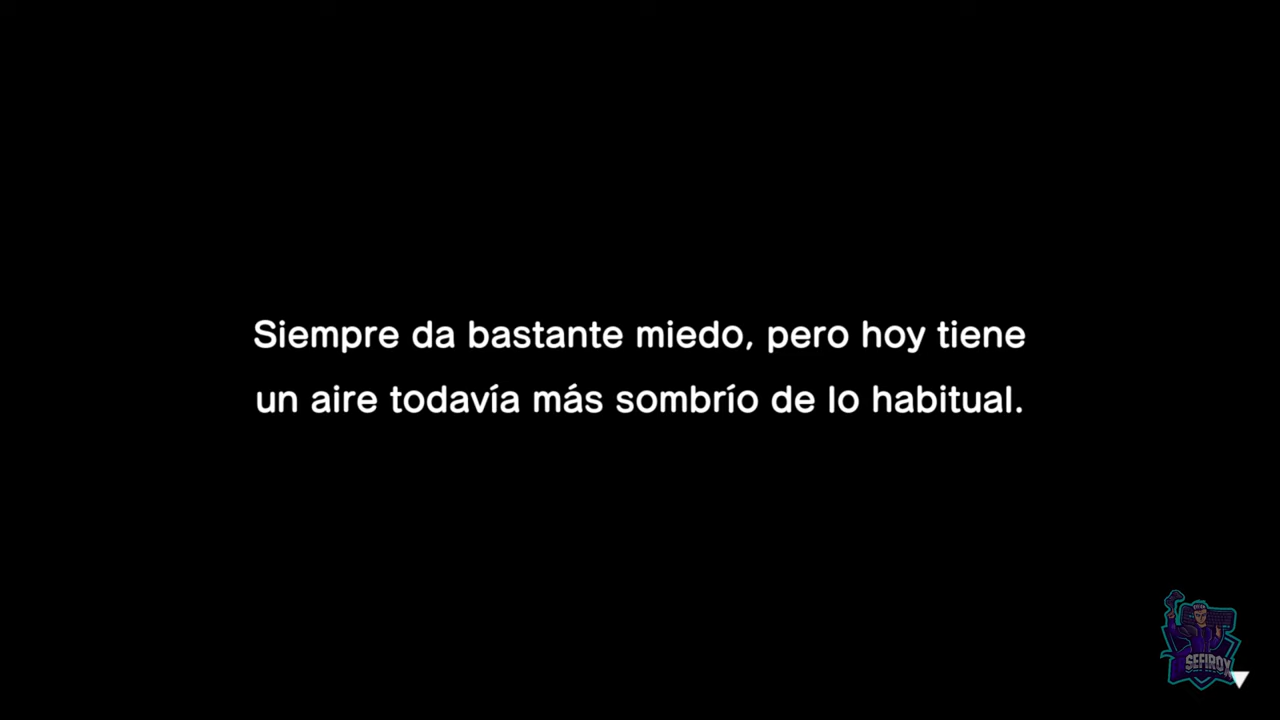 Siempre da bastante miedo, pero hoy tiene
un aire todavía más sombrío de lo habitual.
SEFIROX